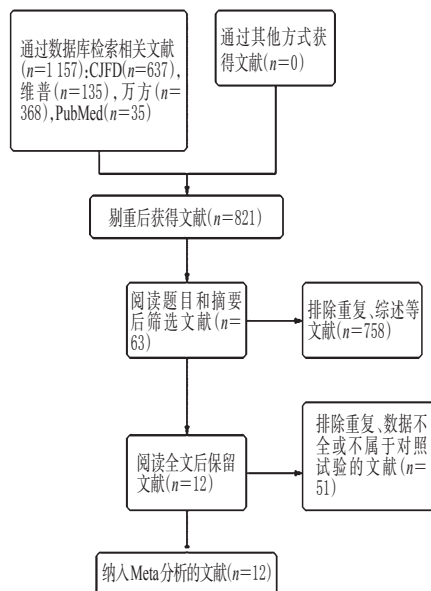 通过数据库检索相关文献
(n=1 157):CJFD(n=637),
维普(n=135),万方(n=
368),PubMed(n=35)
通过其他方式获
得文献(n=0)
剔重后获得文献(n=821)
阅读题目和摘要
后筛选文献(n=
63)
排除重复、综述等
文献(n=758)
阅读全文后保留
文献(n=12)
排除重复、数据不
全或不属于对照
试验的文献(n=
51)
纳入Meta分析的文献(n=12)